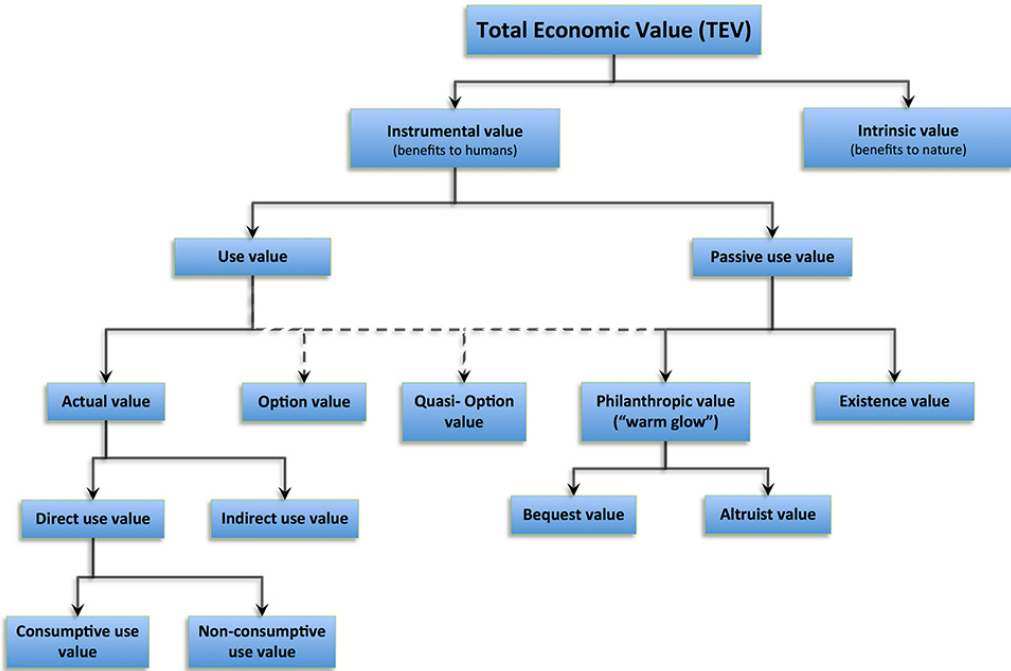 Total Economic Value (TEV)
Instrumental value
(benefits to humans)
Intrinsic value
(benefits to nature)
Use value
Passive use value
Actual value
Option value
Quasi- Option
value
Philanthropic value
(“warm glow”)
Existence value
Direct use value
Indirect use value
Bequest value
Altruist value
Consumptive use
value
Non-consumptive
use value